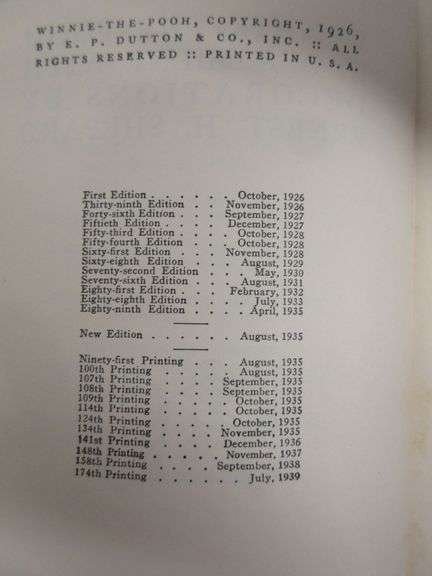 WINNIE-THE-POOH, COPYRIGHT, 1926,
BY E. P. DUTTON & CO., INC. :: ALL
RIGHTS RESERVED :: PRINTED IN U. S. A.
First Edition . . . . . . October, 1926
Thirty-ninth Edition . . . November, 1926
Forty-sixth Edition . . . September, 1927
Fiftieth Edition . . . . December, 1927
Fifty-third Edition . . . . October, 1928
Fifty-fourth Edition . . . October, 1928
Sixty-first Edition . . . November, 1928
Sixty-eighth Edition . . . August, 1929
Seventy-second Edition . . . . May, 1930
Seventy-sixth Edition . . . August, 1931
Eighty-first Edition . . . February, 1932
Eighty-eighth Edition . . . . July, 1933
Eighty-ninth Edition . . . . April, 1935
New Edition . . . . . . August, 1935
Ninety-first Printing . . . August, 1935
100th Printing . . . . . August, 1935
107th Printing . . . . September, 1935
108th Printing . . . . September, 1935
109th Printing . . . . . October, 1935
114th Printing . . . . . October, 1935
124th Printing . . . . . October, 1935
134th Printing . . . . November, 1935
141st Printing . . . . December, 1936
148th Printing . . . . . November, 1937
158th Printing . . . . September, 1938
174th Printing . . . . . . July, 1939